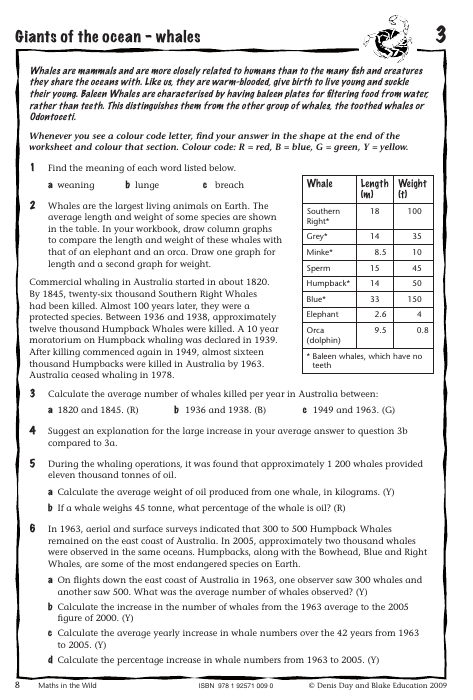 Giants of the ocean – whales
3
Whales are mammals and are more closely related to humans than to the many fish and creatures
they share the oceans with. Like us, they are warm-blooded, give birth to live young and suckle
their young. Baleen Whales are characterised by having baleen plates for filtering food from water,
rather than teeth. This distinguishes them from the other group of whales, the toothed whales or
Odontoceti.
Whenever you see a colour code letter, find your answer in the shape at the end of the
worksheet and colour that section. Colour code: R = red, B = blue, G = green, Y = yellow.
1 Find the meaning of each word listed below.
a weaning b lunge c breach
2 Whales are the largest living animals on Earth. The
average length and weight of some species are shown
in the table. In your workbook, draw column graphs
to compare the length and weight of these whales with
that of an elephant and an orca. Draw one graph for
length and a second graph for weight.
Whale Length (m) Weight (t)
Southern Right* 18 100
Grey* 14 35
Minke* 8.5 10
Sperm 15 45
Humpback* 14 50
Blue* 33 150
Elephant 2.6 4
Orca (dolphin) 9.5 0.8
* Baleen whales, which have no
teeth
Commercial whaling in Australia started in about 1820.
By 1845, twenty-six thousand Southern Right Whales
had been killed. Almost 100 years later, they were a
protected species. Between 1936 and 1938, approximately
twelve thousand Humpback Whales were killed. A 10 year
moratorium on Humpback whaling was declared in 1939.
After killing commenced again in 1949, almost sixteen
thousand Humpbacks were killed in Australia by 1963.
Australia ceased whaling in 1978.
3 Calculate the average number of whales killed per year in Australia between:
a 1820 and 1845. (R) b 1936 and 1938. (B) c 1949 and 1963. (G)
4 Suggest an explanation for the large increase in your average answer to question 3b
compared to 3a.
5 During the whaling operations, it was found that approximately 1 200 whales provided
eleven thousand tonnes of oil.
a Calculate the average weight of oil produced from one whale, in kilograms. (Y)
b If a whale weighs 45 tonne, what percentage of the whale is oil? (R)
6 In 1963, aerial and surface surveys indicated that 300 to 500 Humpback Whales
remained on the east coast of Australia. In 2005, approximately two thousand whales
were observed in the same oceans. Humpbacks, along with the Bowhead, Blue and Right
Whales, are some of the most endangered species on Earth.
a On flights down the east coast of Australia in 1963, one observer saw 300 whales and
another saw 500. What was the average number of whales observed? (Y)
b Calculate the increase in the number of whales from the 1963 average to the 2005
figure of 2000. (Y)
c Calculate the average yearly increase in whale numbers over the 42 years from 1963
to 2005. (Y)
d Calculate the percentage increase in whale numbers from 1963 to 2005. (Y)
8 Maths in the Wild ISBN 978 1 92571 009 0 © Denis Day and Blake Education 2009